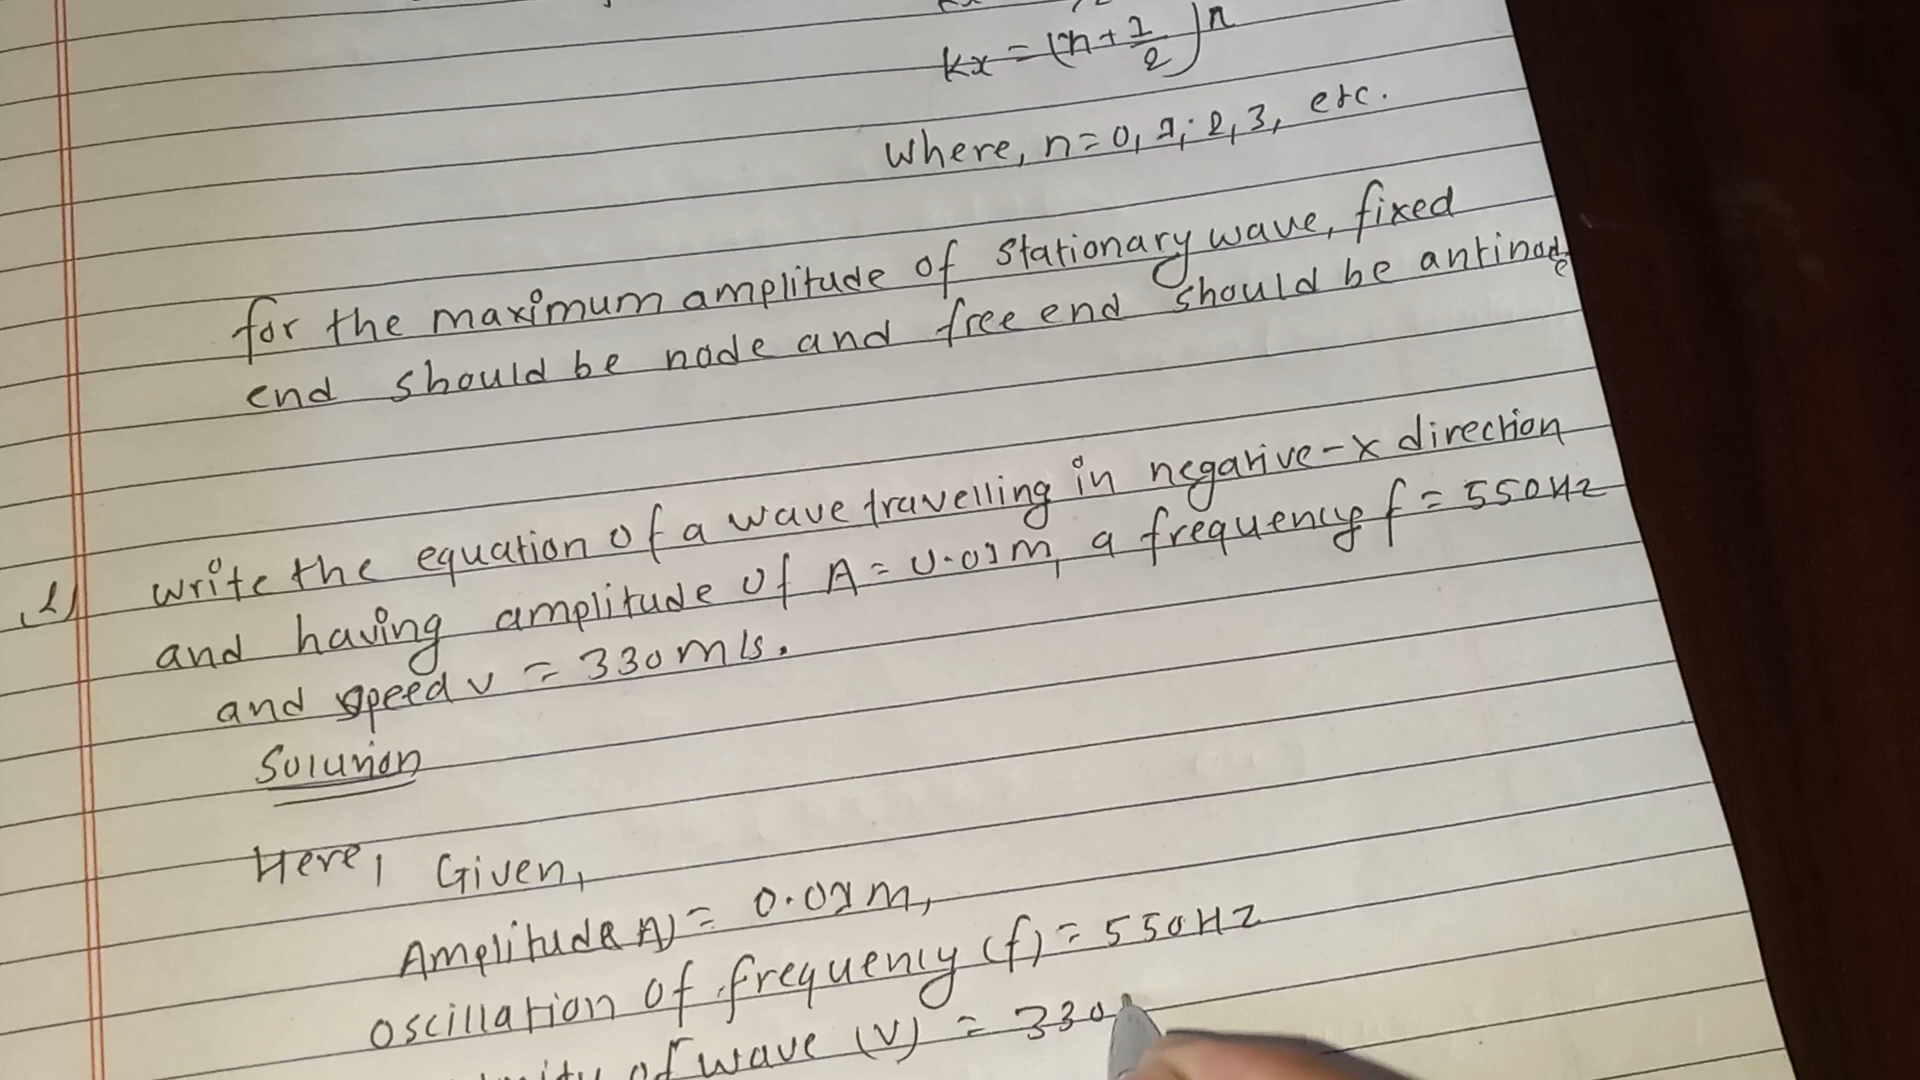 kx = (n + 1/2)π
Where, n = 0, 1, 2, 3, etc.
for the maximum amplitude of stationary wave, fixed
end should be node and free end should be antinode
1) write the equation of a wave travelling in negative-x direction
and having amplitude of A = 0.01m, a frequency f = 550Hz
and speed v = 330m/s.
Solution
Here, Given,
Amplitude(A) = 0.01m,
oscillation of frequency (f) = 550HZ
of wave (v) = 330